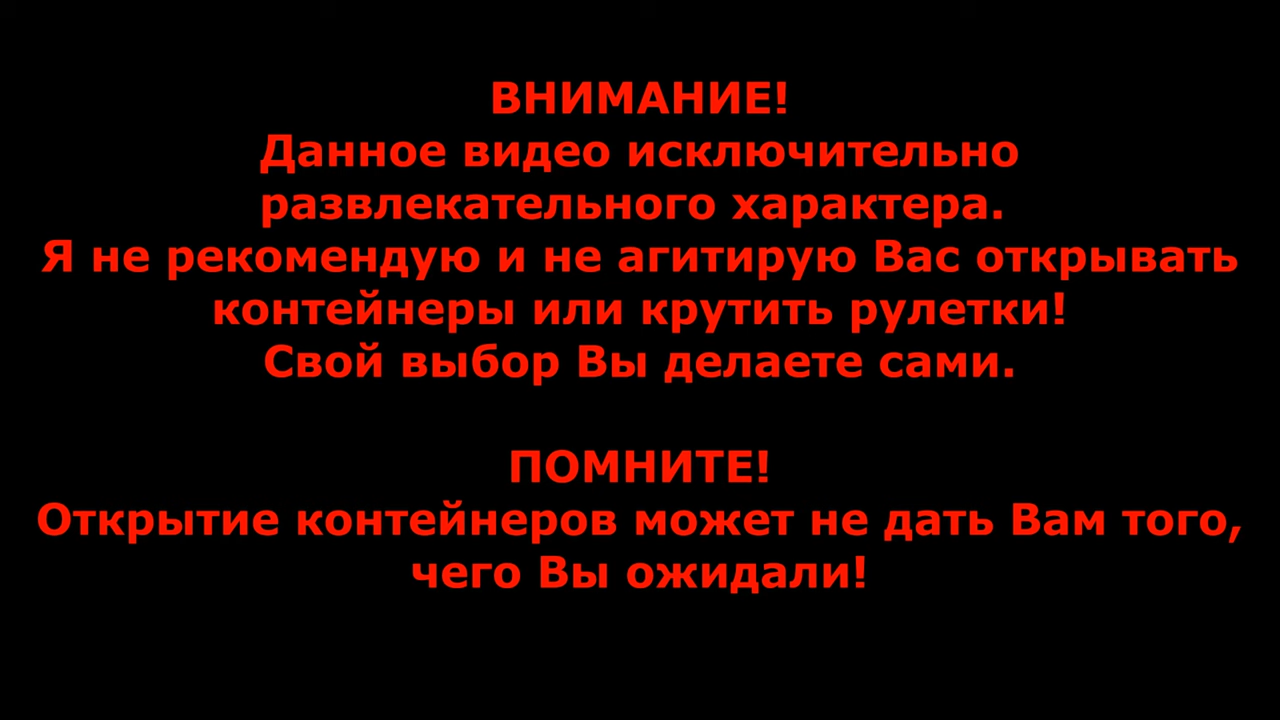 ВНИМАНИЕ!
Данное видео исключительно
развлекательного характера.
Я не рекомендую и не агитирую Вас открывать
контейнеры или крутить рулетки!
Свой выбор Вы делаете сами.
ПОМНИТЕ!
Открытие контейнеров может не дать Вам того,
чего Вы ожидали!